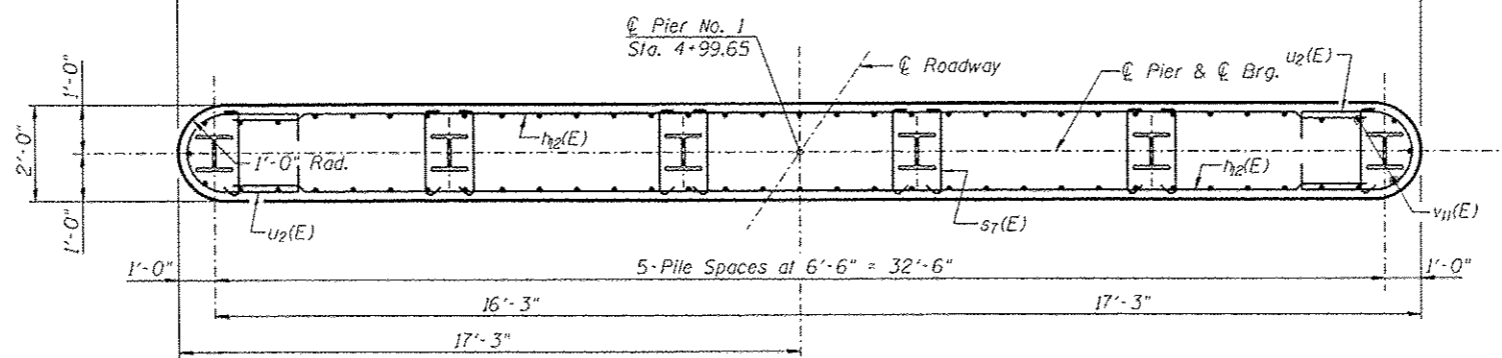 ℄ Pier No. 1
Sta. 4+99.65
℄ Roadway
℄ Pier & ℄ Brg.
u2(E)
1'-0"
2'-0"
1'-0"
1'-0" Rad.
h12(E)
h12(E)
u2(E)
s7(E)
v11(E)
1'-0"
5-Pile Spaces at 6'-6" = 32'-6"
1'-0"
16'-3"
17'-3"
17'-3"